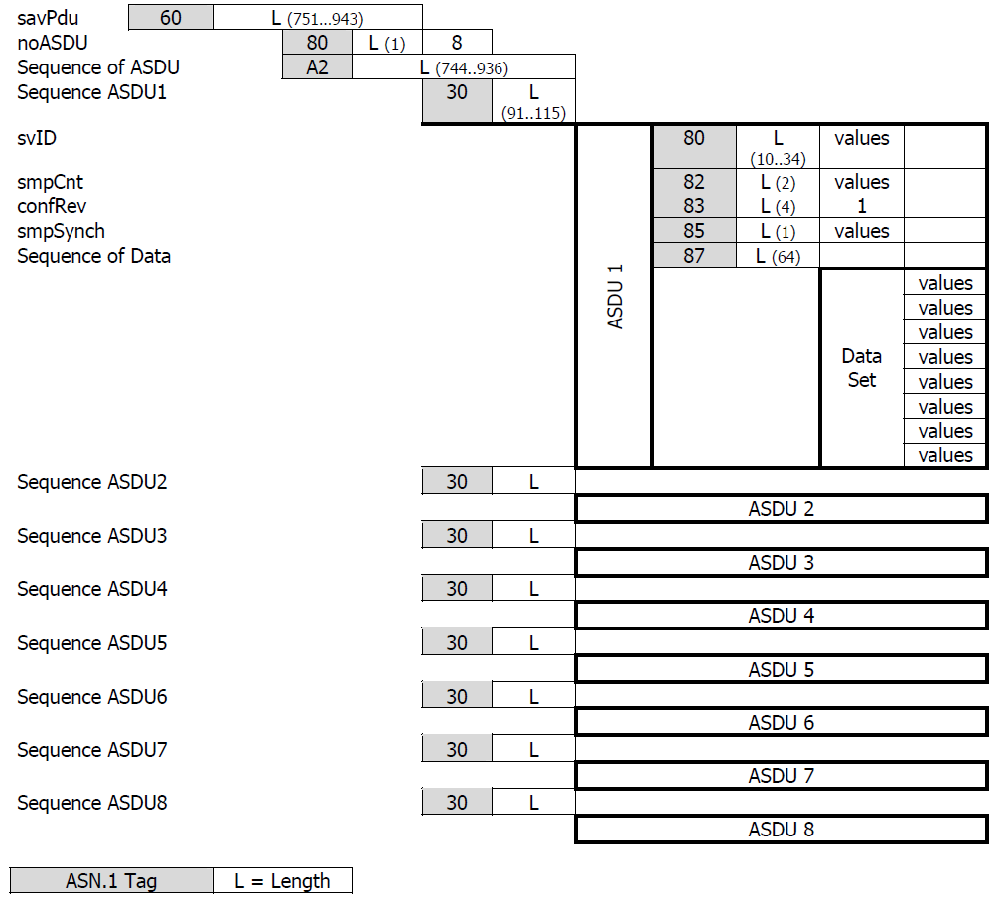 savPdu 60 L (751...943)
noASDU 80 L (1) 8
Sequence of ASDU A2 L (744..936)
Sequence ASDU1 30 L (91..115)
svID 80 L (10..34) values
smpCnt 82 L (2) values
confRev 83 L (4) 1
smpSynch 85 L (1) values
Sequence of Data 87 L (64)
ASDU 1
Data Set
values
values
values
values
values
values
values
values
Sequence ASDU2 30 L
ASDU 2
Sequence ASDU3 30 L
ASDU 3
Sequence ASDU4 30 L
ASDU 4
Sequence ASDU5 30 L
ASDU 5
Sequence ASDU6 30 L
ASDU 6
Sequence ASDU7 30 L
ASDU 7
Sequence ASDU8 30 L
ASDU 8
ASN.1 Tag L = Length